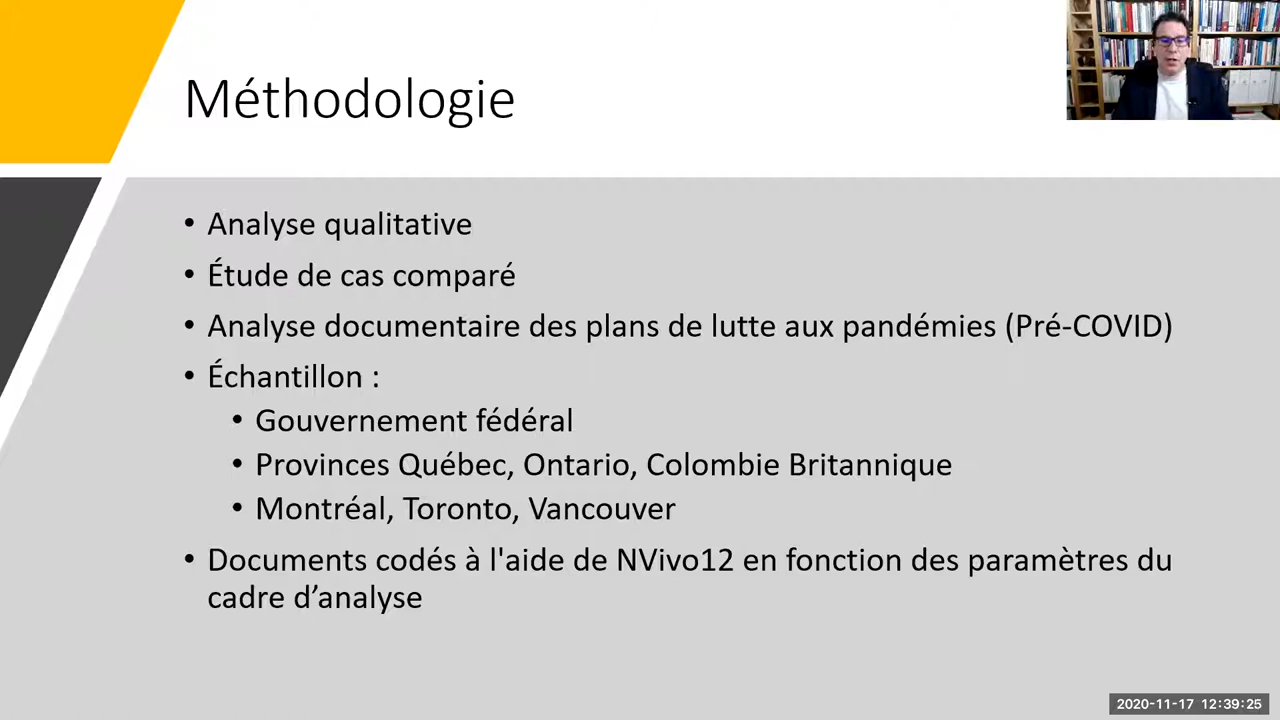 Méthodologie
• Analyse qualitative
• Étude de cas comparé
• Analyse documentaire des plans de lutte aux pandémies (Pré-COVID)
• Échantillon :
• Gouvernement fédéral
• Provinces Québec, Ontario, Colombie Britannique
• Montréal, Toronto, Vancouver
• Documents codés à l'aide de NVivo12 en fonction des paramètres du
cadre d’analyse
2020-11-17 12:39:25